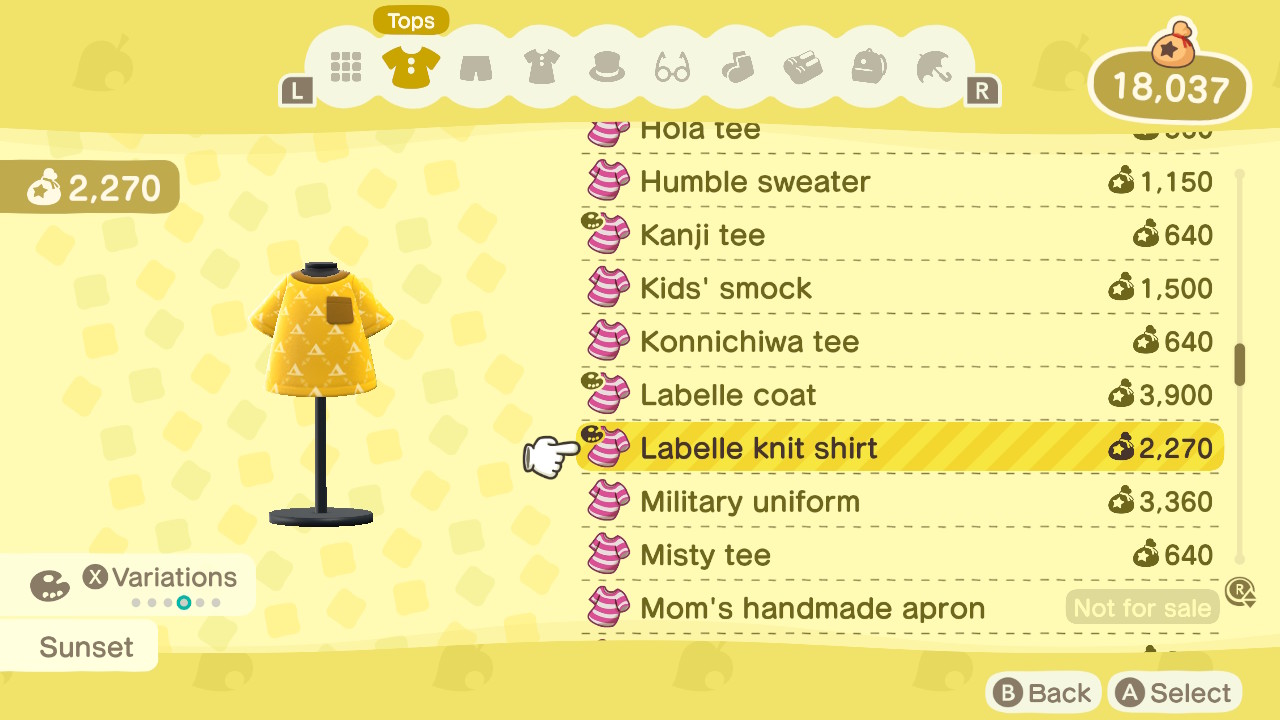 Tops
L
R
18,037
2,270
Hola tee
Humble sweater 1,150
Kanji tee 640
Kids' smock 1,500
Konnichiwa tee 640
Labelle coat 3,900
Labelle knit shirt 2,270
Military uniform 3,360
Misty tee 640
Mom's handmade apron Not for sale
R
X Variations
Sunset
B Back
A Select